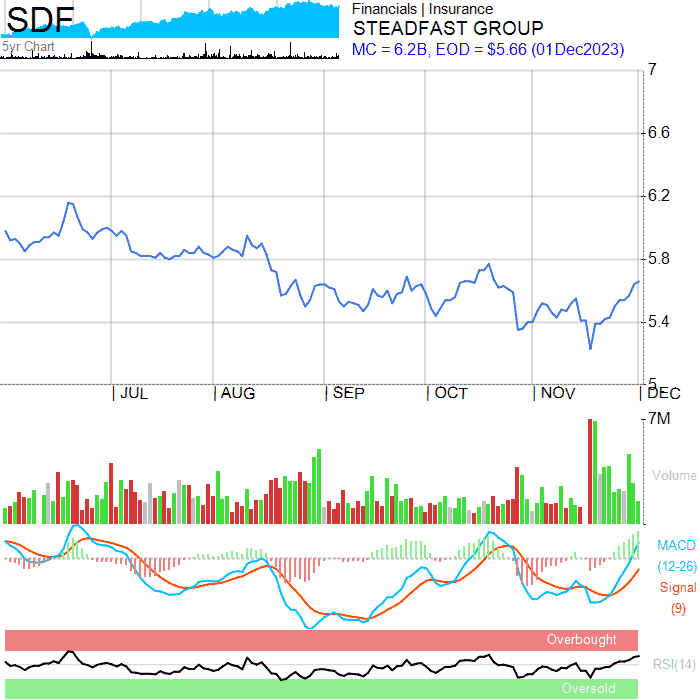 SDF
Financials | Insurance
STEADFAST GROUP
5yr Chart
MC = 6.2B, EOD = $5.66 (01Dec2023)
7
6.6
6.2
5.8
5.4
5
| JUL | AUG | SEP | OCT | NOV | DEC
7M
Volume
MACD
(12-26)
Signal
(9)
Overbought
RSI(14)
Oversold